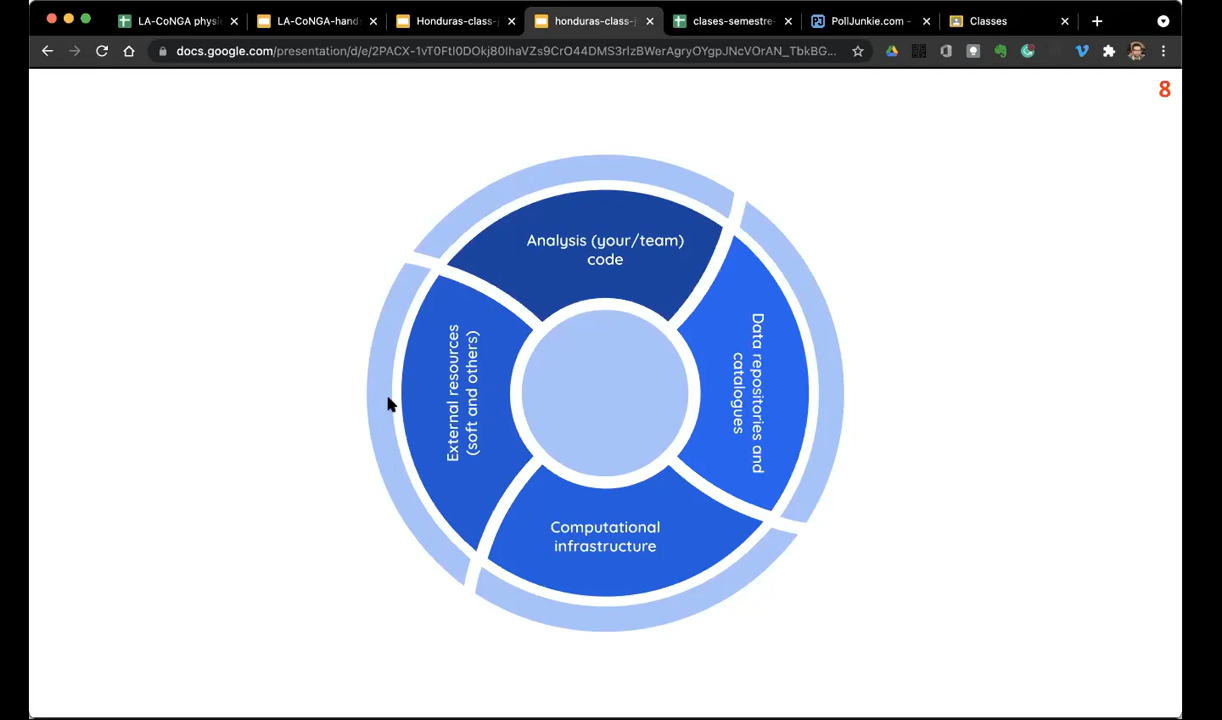 LA-CoNGA physi
LA-CoNGA-hand
Honduras-class-j
honduras-class-j
clases-semestre-
PollJunkie.com –
Classes
docs.google.com/presentation/d/e/2PACX-1vT0FtI0DOkj80IhaVZs9CrO44DMS3rIzBWerAgryOYgpJNcVOrAN_TbkBG...
8
Analysis (your/team)
code
Data repositories and
catalogues
Computational
infrastructure
External resources
(soft and others)